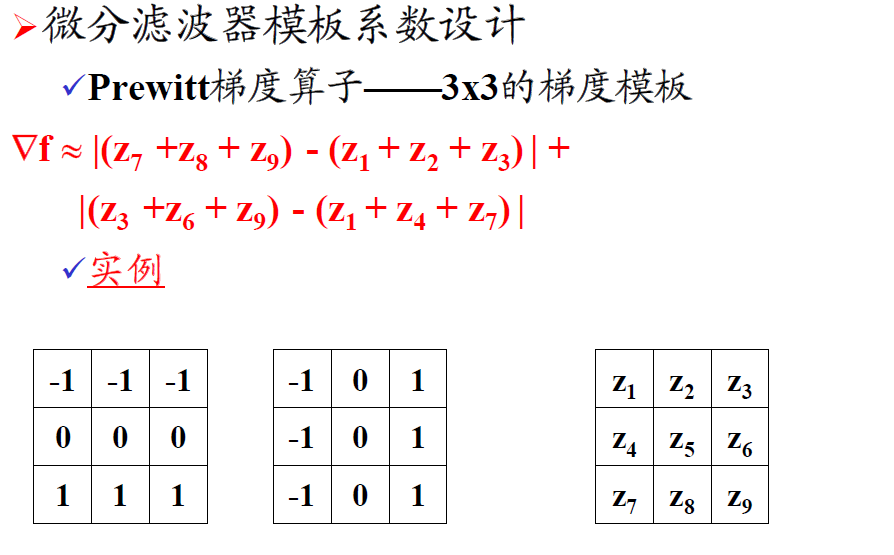 ➢微分滤波器模板系数设计
✓Prewitt梯度算子——3x3的梯度模板
∇f ≈ |(z₇ +z₈ + z₉) - (z₁ + z₂ + z₃)| +
|(z₃ +z₆ + z₉) - (z₁ + z₄ + z₇)|
✓实例
-1 -1 -1
0 0 0
1 1 1
-1 0 1
-1 0 1
-1 0 1
z₁ z₂ z₃
z₄ z₅ z₆
z₇ z₈ z₉